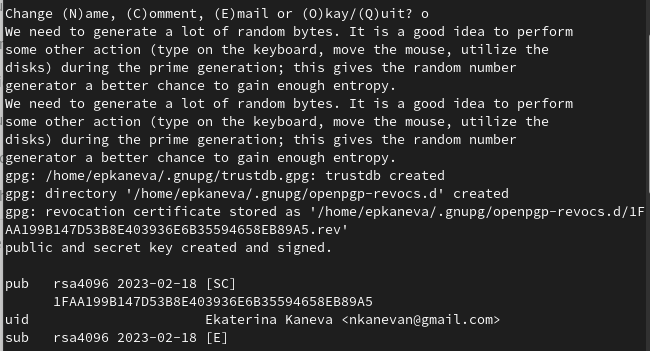 Change (N)ame, (C)omment, (E)mail or (O)kay/(Q)uit? o
We need to generate a lot of random bytes. It is a good idea to perform
some other action (type on the keyboard, move the mouse, utilize the
disks) during the prime generation; this gives the random number
generator a better chance to gain enough entropy.
We need to generate a lot of random bytes. It is a good idea to perform
some other action (type on the keyboard, move the mouse, utilize the
disks) during the prime generation; this gives the random number
generator a better chance to gain enough entropy.
gpg: /home/epkaneva/.gnupg/trustdb.gpg: trustdb created
gpg: directory '/home/epkaneva/.gnupg/openpgp-revocs.d' created
gpg: revocation certificate stored as '/home/epkaneva/.gnupg/openpgp-revocs.d/1F
AA199B147D53B8E403936E6B35594658EB89A5.rev'
public and secret key created and signed.
pub   rsa4096 2023-02-18 [SC]
      1FAA199B147D53B8E403936E6B35594658EB89A5
uid                      Ekaterina Kaneva <nkanevan@gmail.com>
sub   rsa4096 2023-02-18 [E]